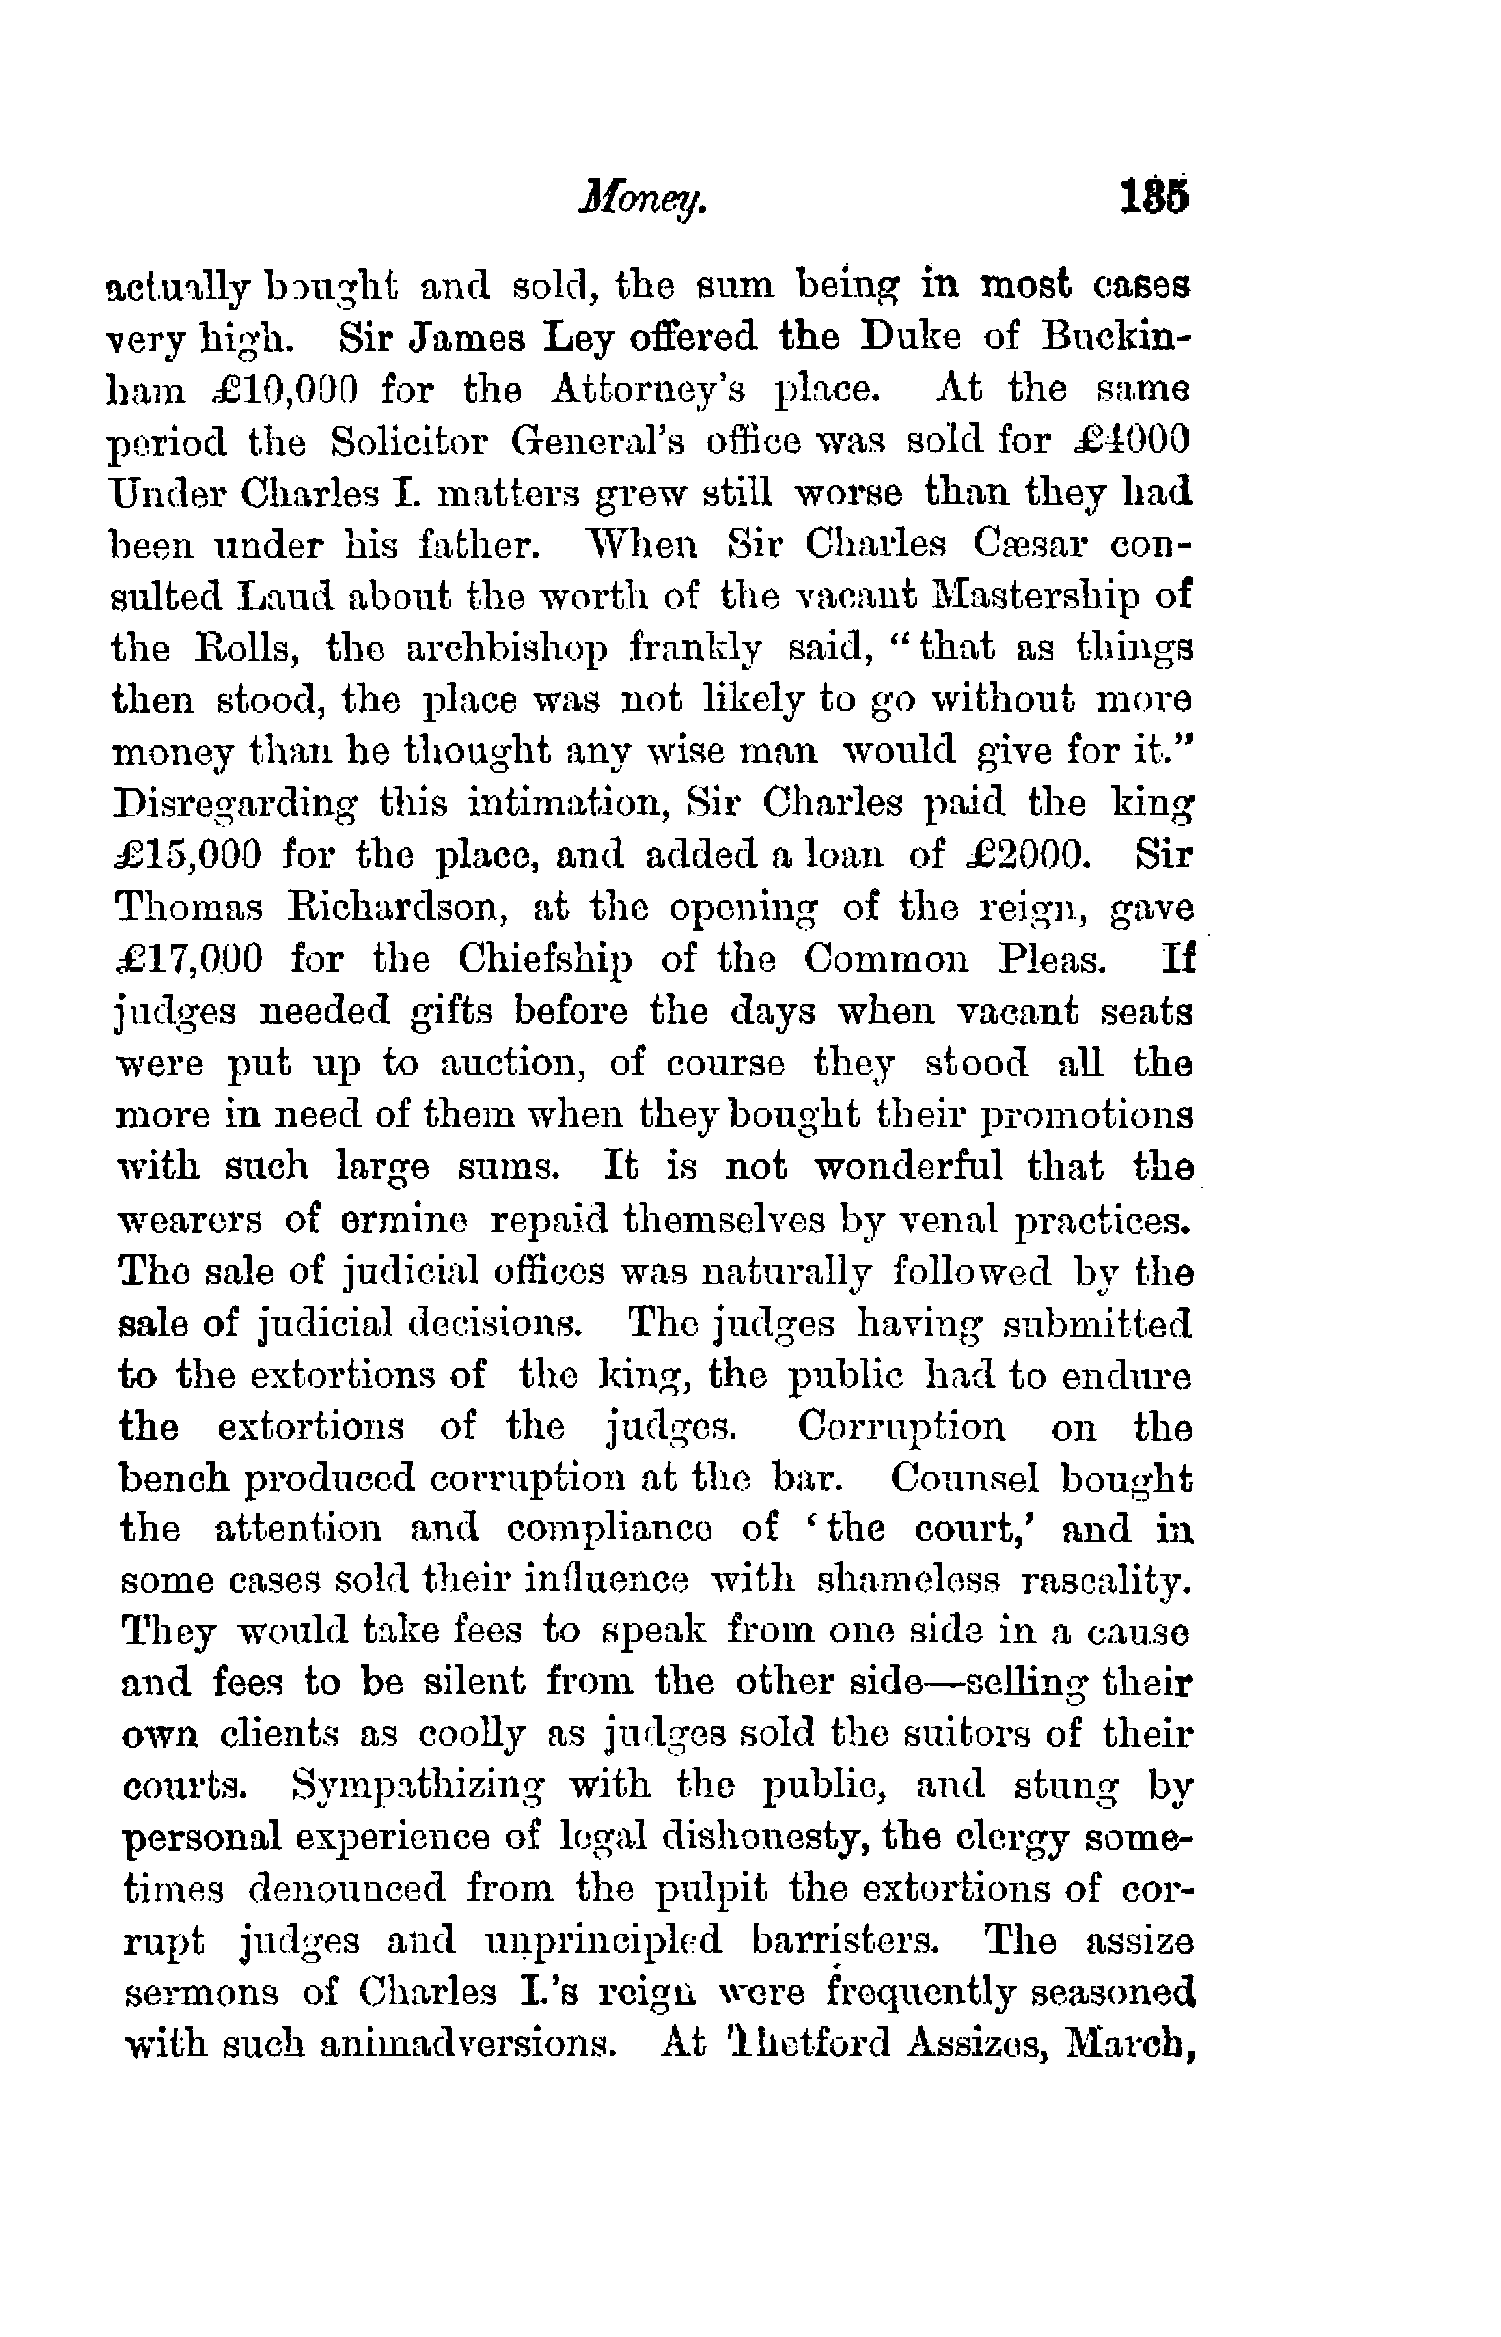 Money. 185
actually bought and sold, the sum being in most cases
very high. Sir James Ley offered the Duke of Buckin-
ham £10,000 for the Attorney's place. At the same
period the Solicitor General's office was sold for £4000
Under Charles I. matters grew still worse than they had
been under his father. When Sir Charles Cæsar con-
sulted Laud about the worth of the vacant Mastership of
the Rolls, the archbishop frankly said, “that as things
then stood, the place was not likely to go without more
money than he thought any wise man would give for it.”
Disregarding this intimation, Sir Charles paid the king
£15,000 for the place, and added a loan of £2000. Sir
Thomas Richardson, at the opening of the reign, gave
£17,000 for the Chiefship of the Common Pleas. If
judges needed gifts before the days when vacant seats
were put up to auction, of course they stood all the
more in need of them when they bought their promotions
with such large sums. It is not wonderful that the
wearers of ermine repaid themselves by venal practices.
The sale of judicial offices was naturally followed by the
sale of judicial decisions. The judges having submitted
to the extortions of the king, the public had to endure
the extortions of the judges. Corruption on the
bench produced corruption at the bar. Counsel bought
the attention and compliance of ‘the court,’ and in
some cases sold their influence with shameless rascality.
They would take fees to speak from one side in a cause
and fees to be silent from the other side—selling their
own clients as coolly as judges sold the suitors of their
courts. Sympathizing with the public, and stung by
personal experience of legal dishonesty, the clergy some-
times denounced from the pulpit the extortions of cor-
rupt judges and unprincipled barristers. The assize
sermons of Charles I.'s reign were frequently seasoned
with such animadversions. At Thetford Assizes, March,